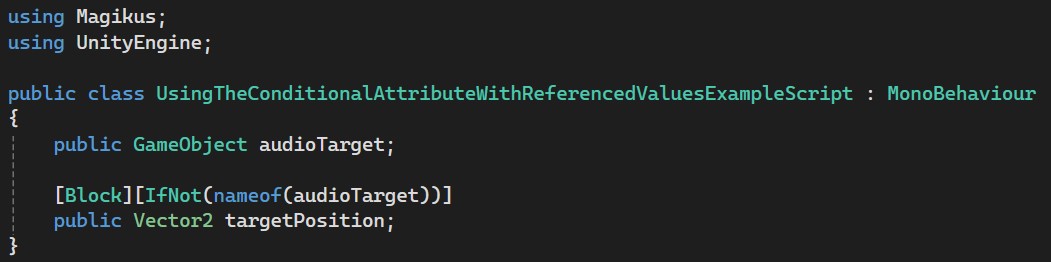 using Magikus;
using UnityEngine;
public class UsingTheConditionalAttributeWithReferencedValuesExampleScript : MonoBehaviour
{
public GameObject audioTarget;
[Block][IfNot(nameof(audioTarget))]
public Vector2 targetPosition;
}